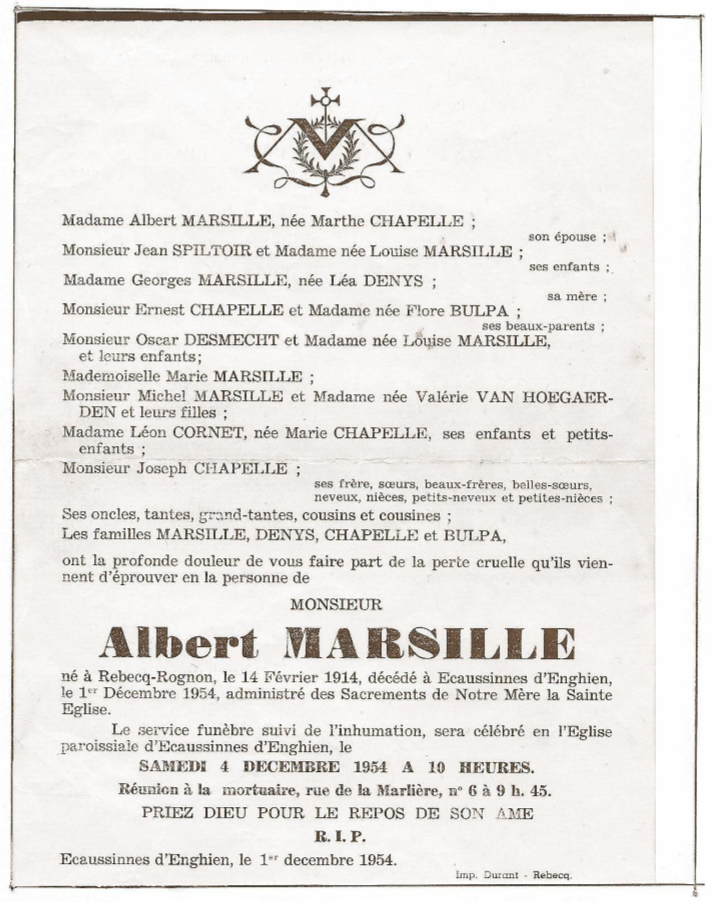 Madame Albert MARSILLE, née Marthe CHAPELLE ;
son épouse ;
Monsieur Jean SPILTOIR et Madame née Louise MARSILLE ;
ses enfants ;
Madame Georges MARSILLE, née Léa DENYS ;
sa mère ;
Monsieur Ernest CHAPELLE et Madame née Flore BULPA ;
ses beaux-parents ;
Monsieur Oscar DESMECHT et Madame née Louise MARSILLE,
et leurs enfants;
Mademoiselle Marie MARSILLE ;
Monsieur Michel MARSILLE et Madame née Valérie VAN HOEGAER-
DEN et leurs filles ;
Madame Léon CORNET, née Marie CHAPELLE, ses enfants et petits-
enfants ;
Monsieur Joseph CHAPELLE ;
ses frère, sœurs, beaux-frères, belles-sœurs,
neveux, nièces, petits-neveux et petites-nièces ;
Ses oncles, tantes, grand-tantes, cousins et cousines ;
Les familles MARSILLE, DENYS, CHAPELLE et BULPA,
ont la profonde douleur de vous faire part de la perte cruelle qu'ils vien-
nent d'éprouver en la personne de
MONSIEUR
Albert MARSILLE
né à Rebecq-Rognon, le 14 Février 1914, décédé à Ecaussinnes d'Enghien,
le 1er Décembre 1954, administré des Sacrements de Notre Mère la Sainte
Eglise.
Le service funèbre suivi de l'inhumation, sera célébré en l'Eglise
paroissiale d'Ecaussinnes d'Enghien, le
SAMEDI 4 DECEMBRE 1954 A 10 HEURES.
Réunion à la mortuaire, rue de la Marlière, n° 6 à 9 h. 45.
PRIEZ DIEU POUR LE REPOS DE SON AME
R. I. P.
Ecaussinnes d'Enghien, le 1er decembre 1954.
Imp. Durant - Rebecq.